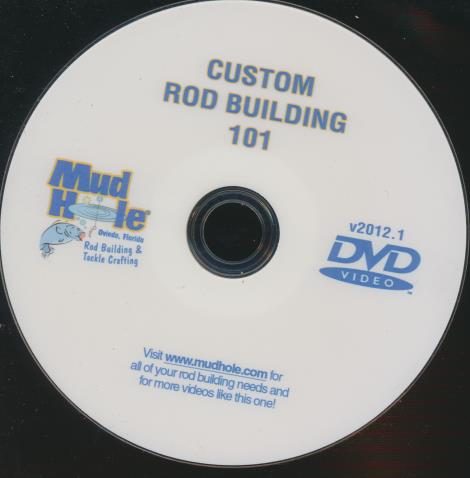 CUSTOM
ROD BUILDING
101
Mud
Hole®
Oviedo, Florida
Rod Building &
Tackle Crafting
v2012.1
DVD
VIDEO™
Visit www.mudhole.com for
all of your rod building needs and
for more videos like this one!